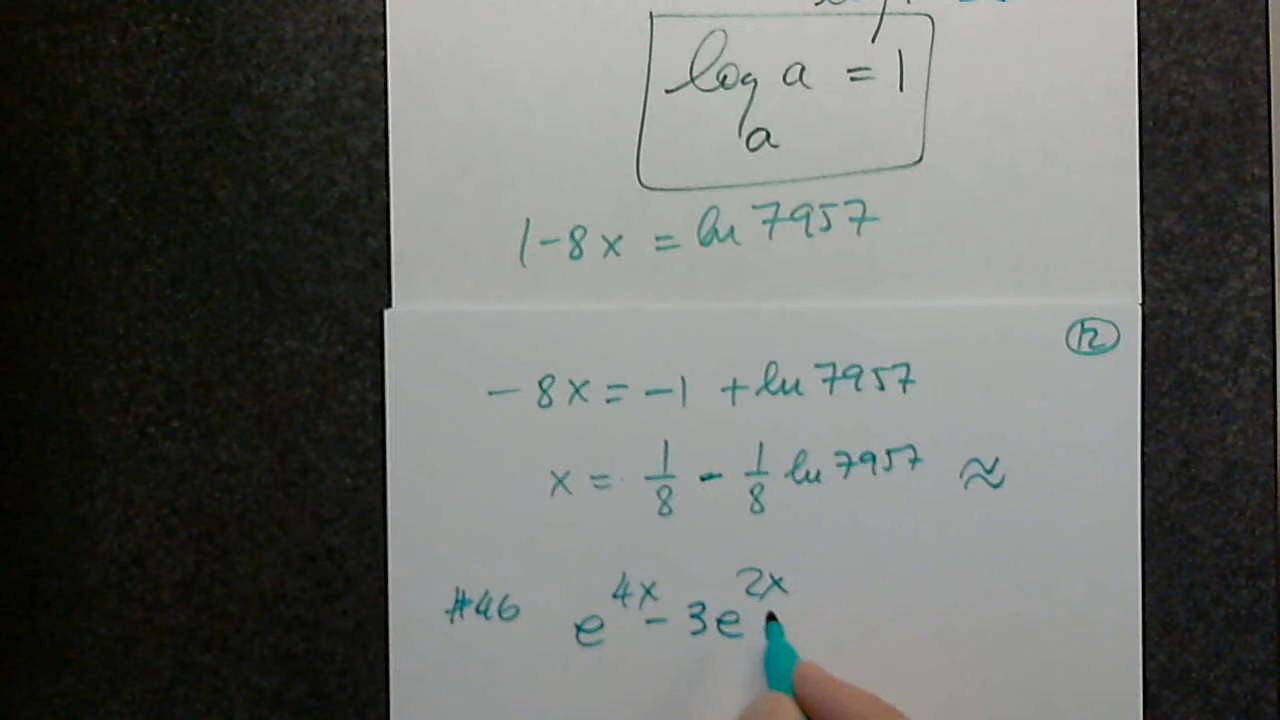 log_a a = 1
1-8x = ln 7957
12
-8x = -1 + ln 7957
x = 1/8 - 1/8 ln 7957 ≈
#46 e^{4x} - 3e^{2x}